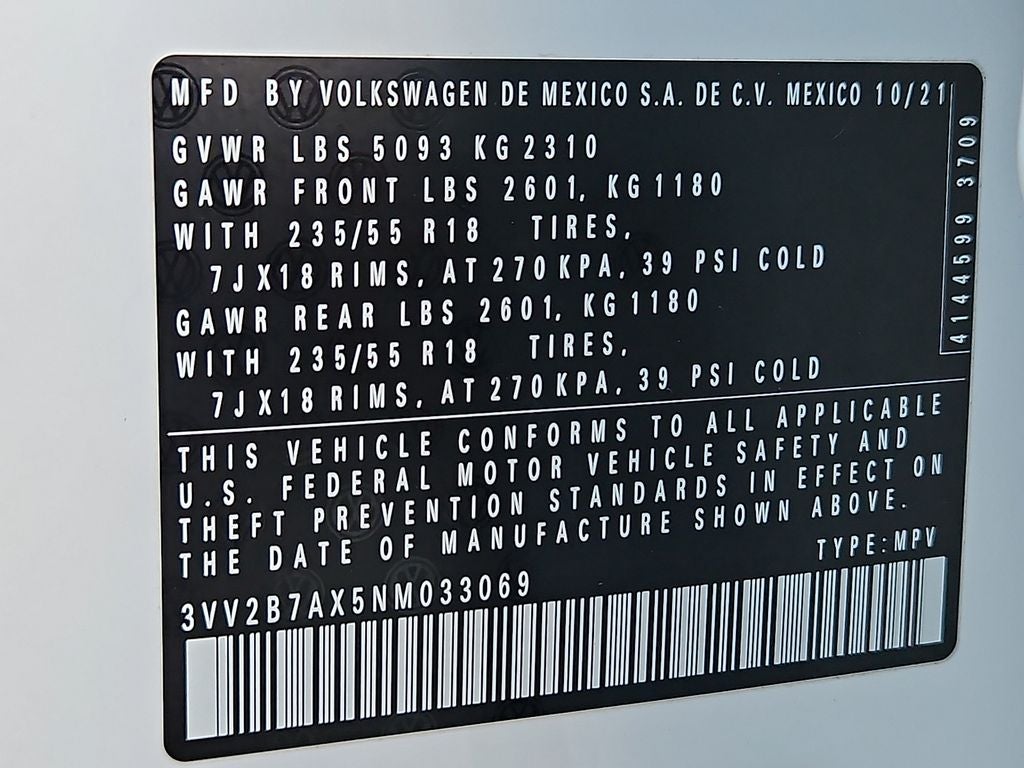 MFD BY VOLKSWAGEN DE MEXICO S.A. DE C.V. MEXICO 10/21
GVWR LBS 5093 KG 2310
GAWR FRONT LBS 2601, KG 1180
WITH 235/55 R18 TIRES,
7JX18 RIMS, AT 270 KPA, 39 PSI COLD
GAWR REAR LBS 2601, KG 1180
WITH 235/55 R18 TIRES,
7JX18 RIMS, AT 270 KPA, 39 PSI COLD
4144599 3709
THIS VEHICLE CONFORMS TO ALL APPLICABLE
U.S. FEDERAL MOTOR VEHICLE SAFETY AND
THEFT PREVENTION STANDARDS IN EFFECT ON
THE DATE OF MANUFACTURE SHOWN ABOVE.
TYPE:MPV
3VV2B7AX5NM033069